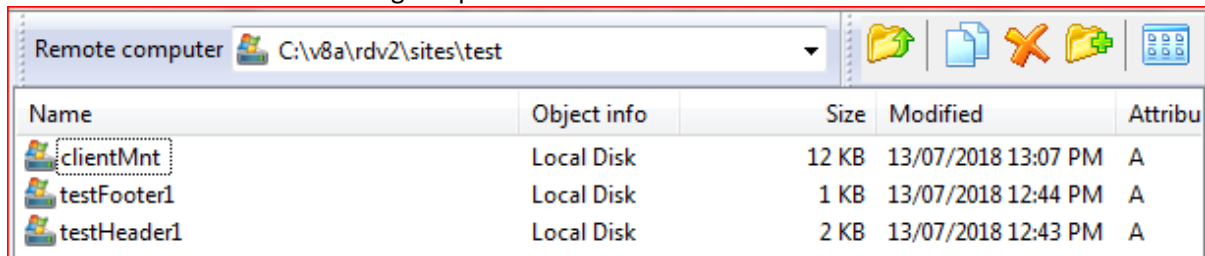 Remote computer C:\v8a\rdv2\sites\test
Name Object info Size Modified Attribu
clientMnt Local Disk 12 KB 13/07/2018 13:07 PM A
testFooter1 Local Disk 1 KB 13/07/2018 12:44 PM A
testHeader1 Local Disk 2 KB 13/07/2018 12:43 PM A